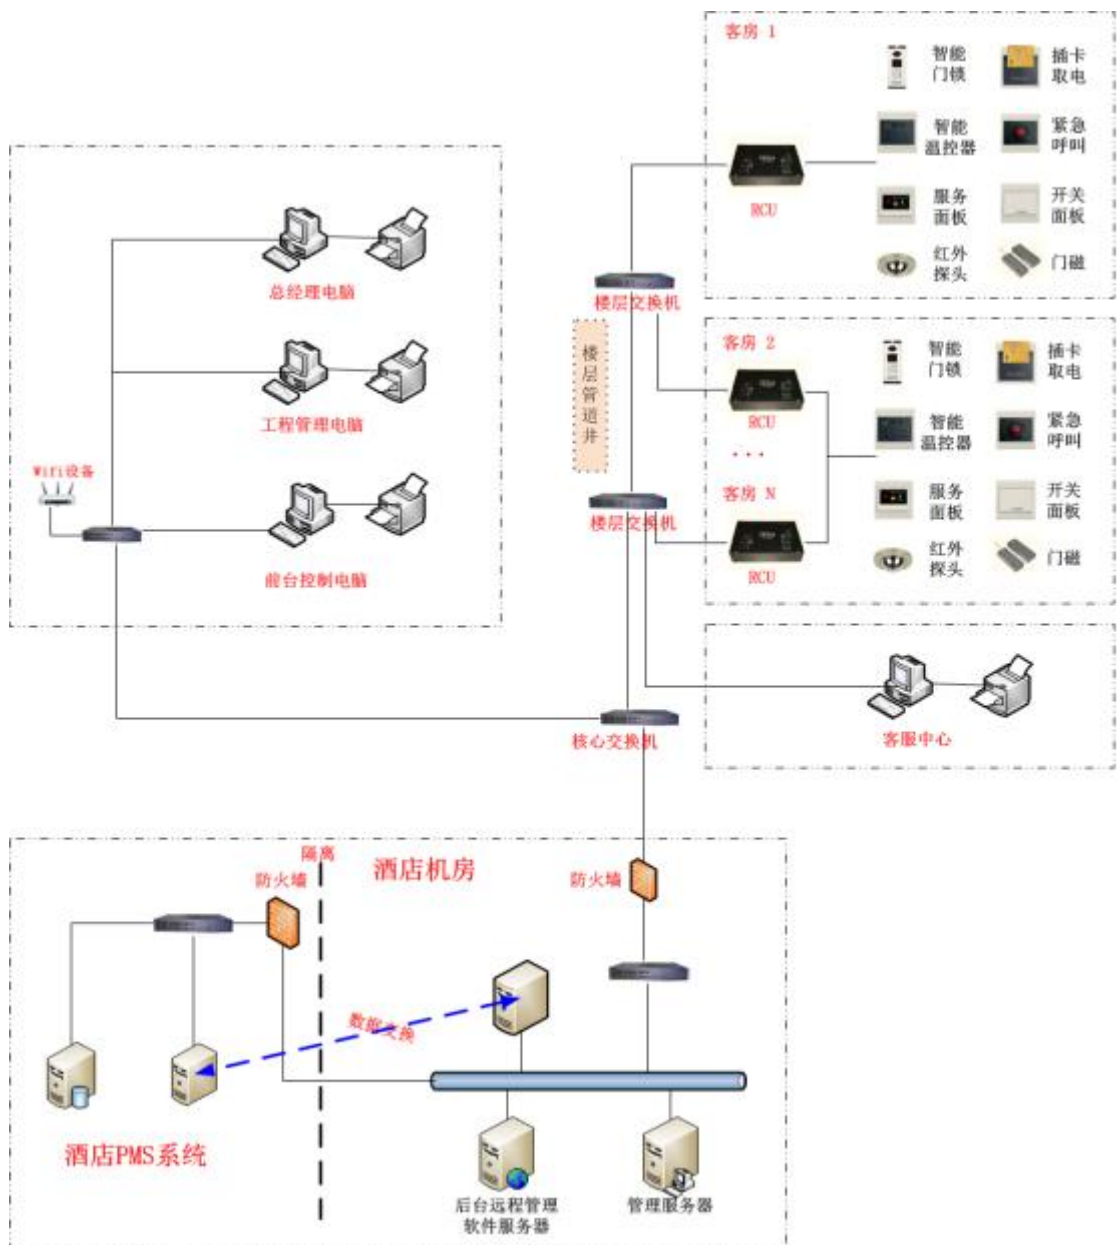 客房 1
智能
门锁
插卡
取电
智能
温控器
紧急
呼叫
RCU
服务
面板
开关
面板
红外
探头
门磁
总经理电脑
楼层交换机
楼层管道井
客房 2
智能
门锁
插卡
取电
RCU
智能
温控器
紧急
呼叫
工程管理电脑
...
Wifi设备
客房 N
服务
面板
开关
面板
楼层交换机
RCU
红外
探头
门磁
前台控制电脑
核心交换机
客服中心
隔离
酒店机房
防火墙
防火墙
数据交换
酒店PMS系统
后台远程管理
软件服务器
管理服务器